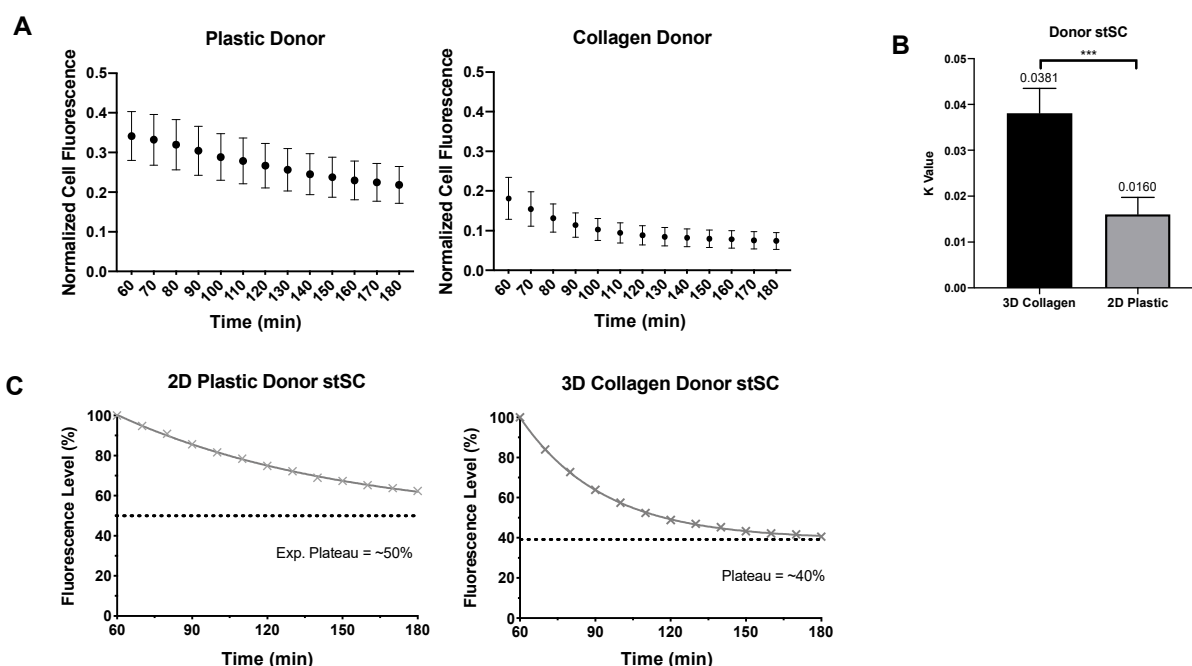 A
Plastic Donor
Normalized Cell Fluorescence
0.5
0.4
0.3
0.2
0.1
0.0
60 70 80 90 100 110 120 130 140 150 160 170 180
Time (min)
Collagen Donor
Normalized Cell Fluorescence
0.5
0.4
0.3
0.2
0.1
0.0
60 70 80 90 100 110 120 130 140 150 160 170 180
Time (min)
B
Donor stSC
***
K Value
0.05
0.04
0.03
0.02
0.01
0.00
0.0381
0.0160
3D Collagen 2D Plastic
C
2D Plastic Donor stSC
Fluorescence Level (%)
100
80
60
40
20
0
Exp. Plateau = ~50%
60 90 120 150 180
Time (min)
3D Collagen Donor stSC
Fluorescence Level (%)
100
80
60
40
20
0
Plateau = ~40%
60 90 120 150 180
Time (min)